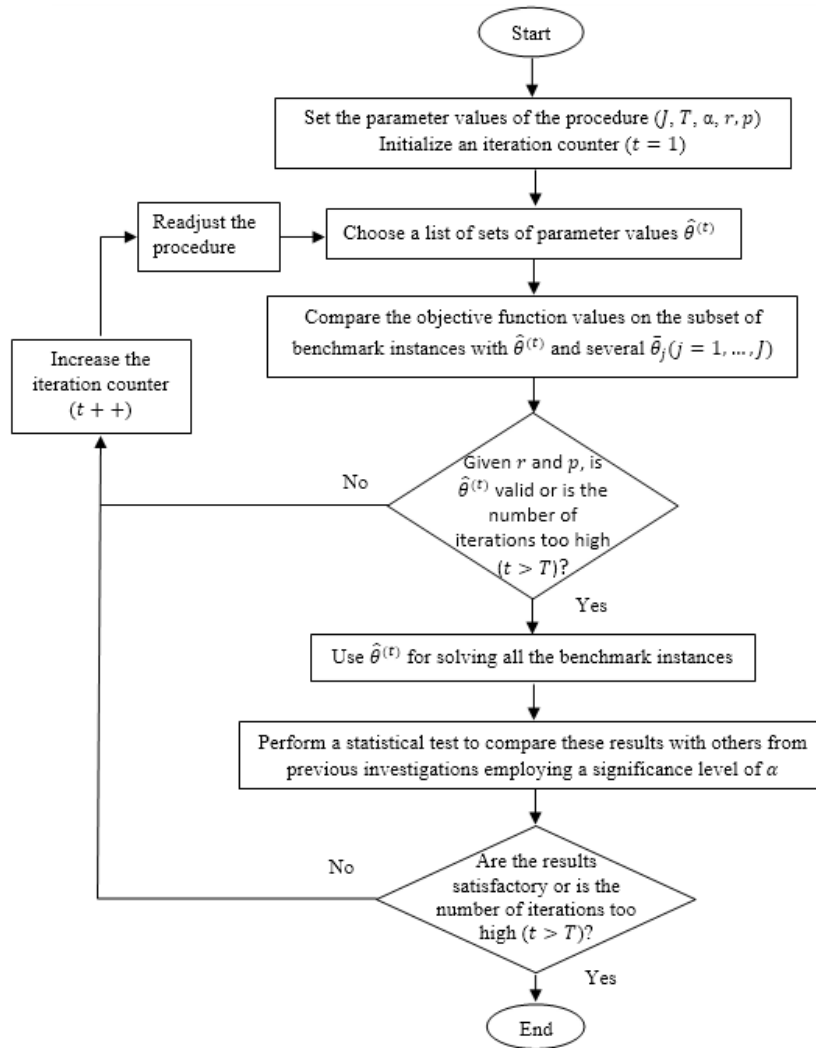 Start
Set the parameter values of the procedure (J, T, α, r, p)
Initialize an iteration counter (t = 1)
Readjust the
procedure
Choose a list of sets of parameter values θ̂⁽ᵗ⁾
Compare the objective function values on the subset of
benchmark instances with θ̂⁽ᵗ⁾ and several θ̄ⱼ(j = 1, ..., J)
Increase the
iteration counter
(t + +)
No
Given r and p, is
θ̂⁽ᵗ⁾ valid or is the
number of
iterations too high
(t > T)?
Yes
Use θ̂⁽ᵗ⁾ for solving all the benchmark instances
Perform a statistical test to compare these results with others from
previous investigations employing a significance level of α
No
Are the results
satisfactory or is the
number of iterations too
high (t > T)?
Yes
End